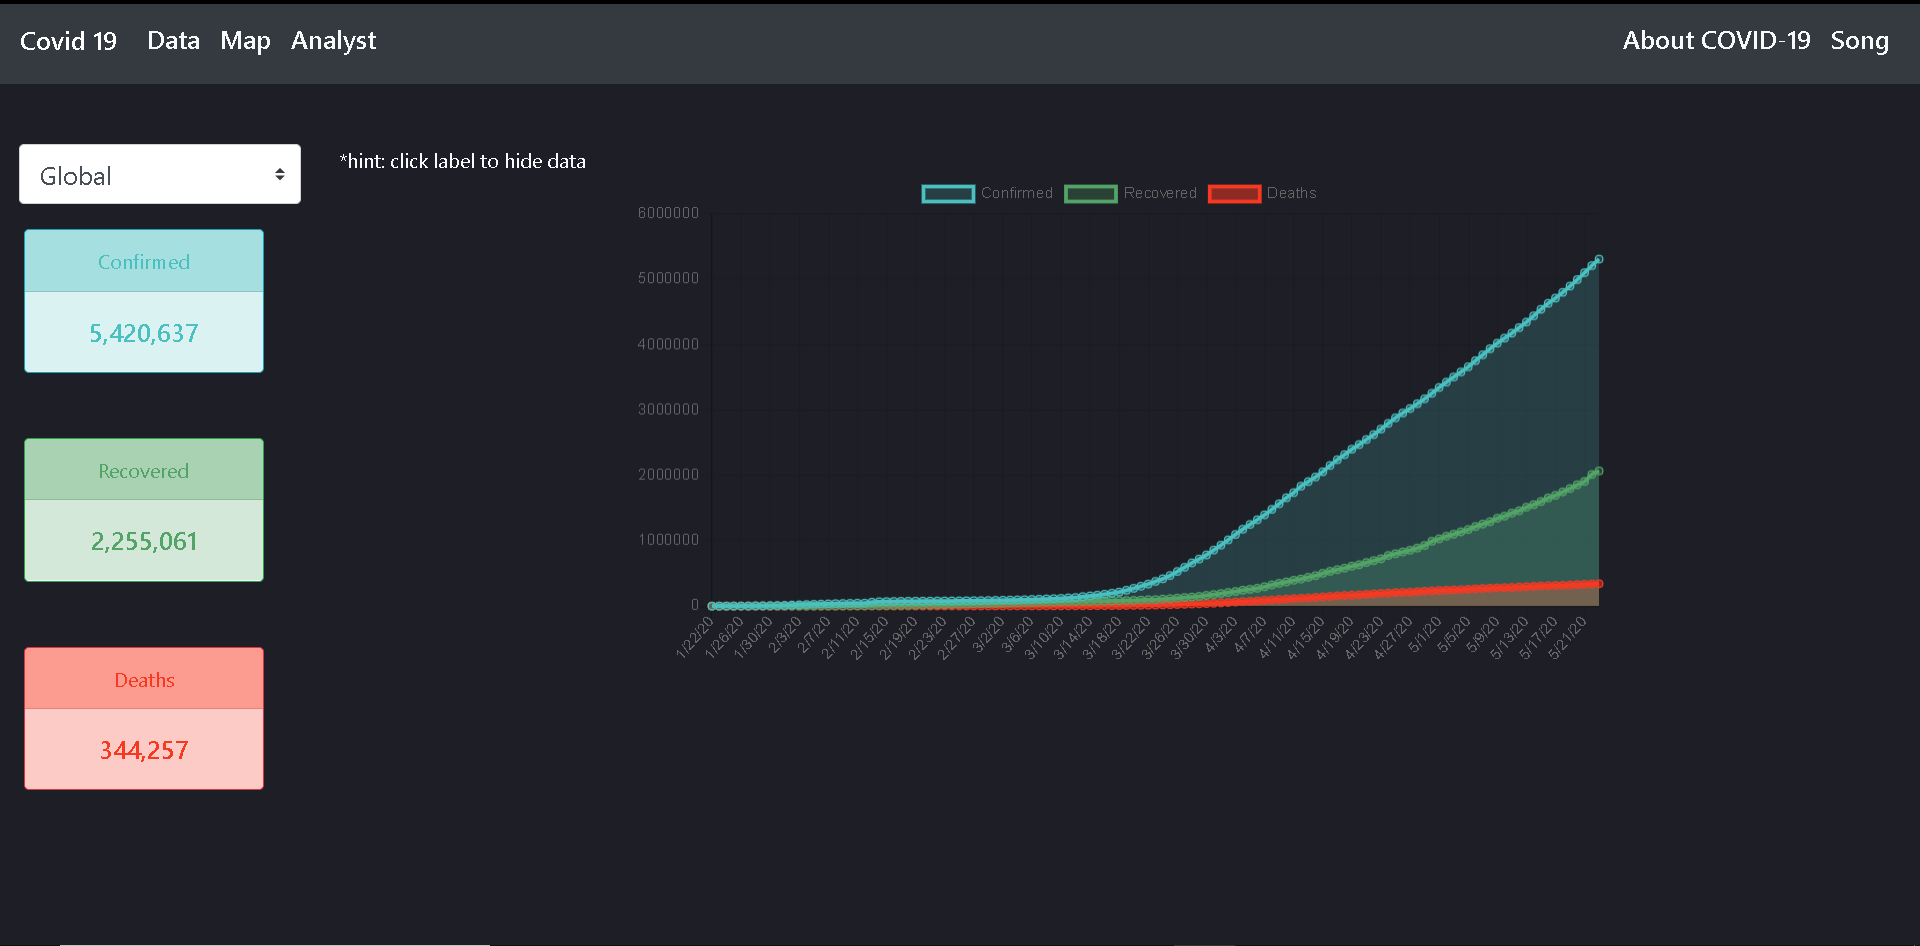 Covid 19 Data Map Analyst About COVID-19 Song
Global
*hint: click label to hide data
Confirmed
5,420,637
Recovered
2,255,061
Deaths
344,257
Confirmed Recovered Deaths
6000000
5000000
4000000
3000000
2000000
1000000
0
1/22/20 1/26/20 1/30/20 2/3/20 2/7/20 2/11/20 2/15/20 2/19/20 2/23/20 2/27/20 3/2/20 3/6/20 3/10/20 3/14/20 3/18/20 3/22/20 3/26/20 3/30/20 4/3/20 4/7/20 4/11/20 4/15/20 4/19/20 4/23/20 4/27/20 5/1/20 5/5/20 5/9/20 5/13/20 5/17/20 5/21/20